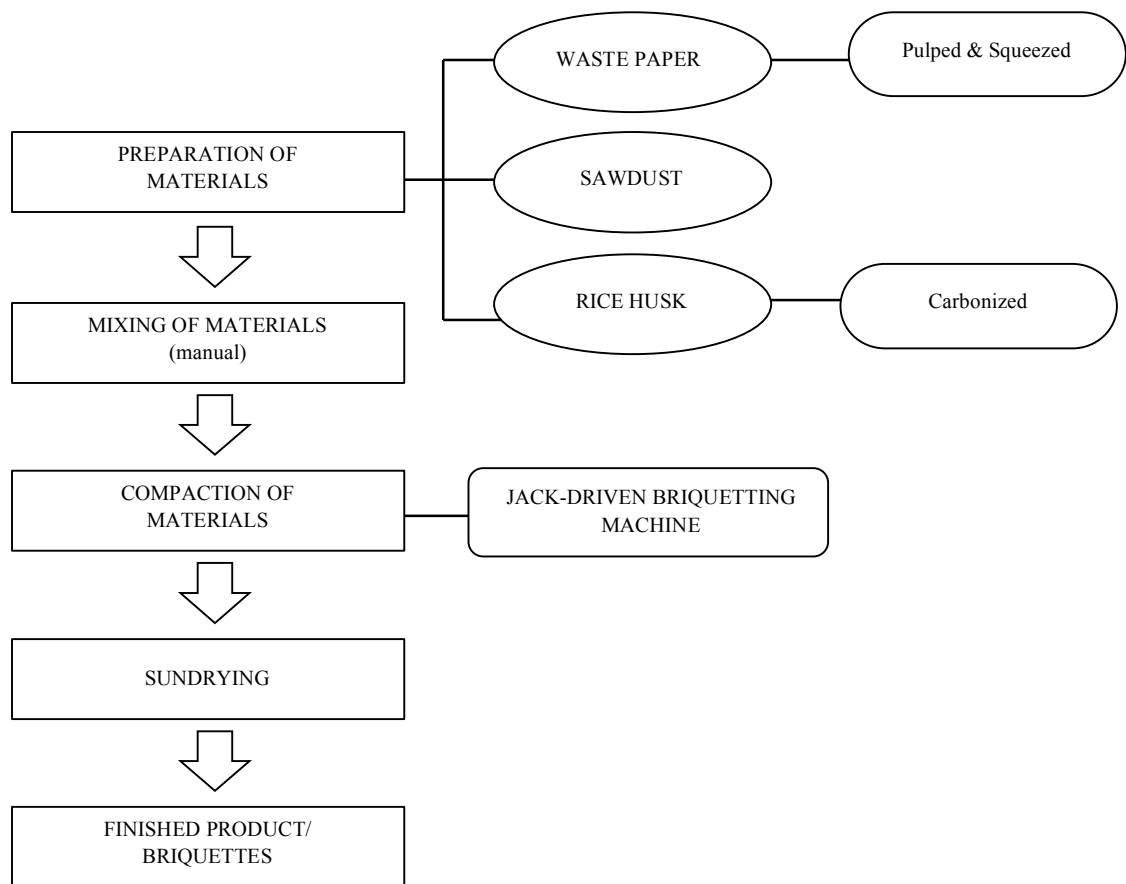 WASTE PAPER
Pulped & Squeezed
PREPARATION OF
MATERIALS
SAWDUST
RICE HUSK
Carbonized
MIXING OF MATERIALS
(manual)
COMPACTION OF
MATERIALS
JACK-DRIVEN BRIQUETTING
MACHINE
SUNDRYING
FINISHED PRODUCT/
BRIQUETTES